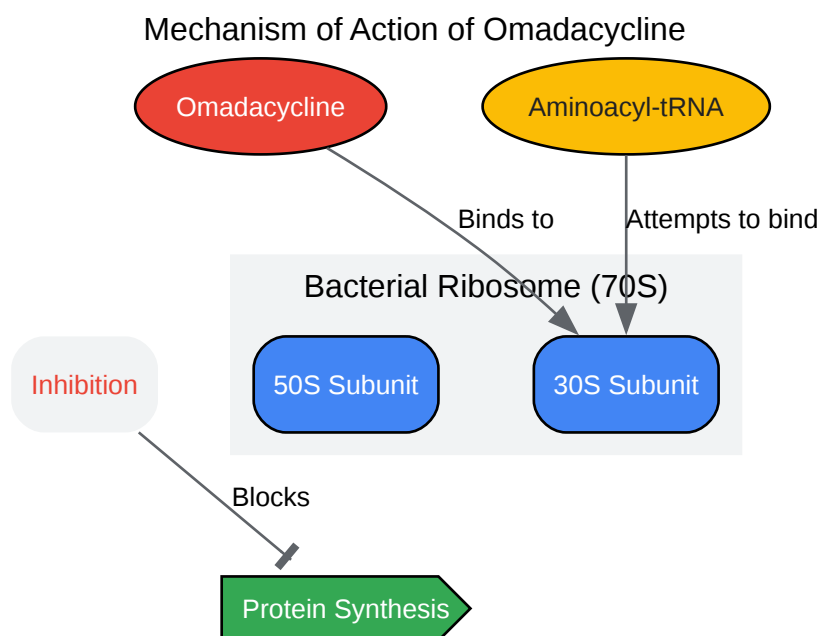 Mechanism of Action of Omadacycline
Omadacycline
Aminoacyl-tRNA
Binds to
Attempts to bind
Bacterial Ribosome (70S)
Inhibition
50S Subunit
30S Subunit
Blocks
Protein Synthesis